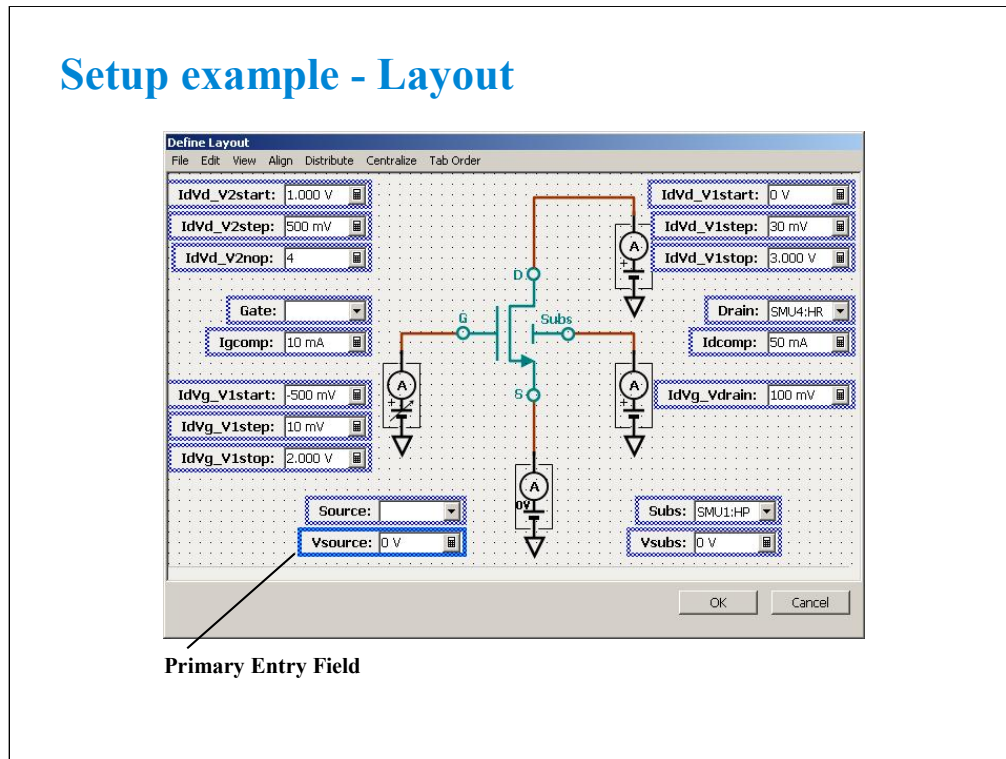 Setup example - Layout
Define Layout
File Edit View Align Distribute Centralize Tab Order
IdVd_V2start: 1.000 V
IdVd_V2step: 500 mV
IdVd_V2nop: 4
IdVd_V1start: 0 V
IdVd_V1step: 30 mV
IdVd_V1stop: 3.000 V
A
+
D
Gate:
Igcomp: 10 mA
G
Subs
Drain: SMU4:HR
Idcomp: 50 mA
A
+
S
A
+
IdVg_V1start: -500 mV
IdVg_V1step: 10 mV
IdVg_V1stop: 2.000 V
IdVg_Vdrain: 100 mV
A
0V
Source:
Vsource: 0 V
Subs: SMU1:HP
Vsubs: 0 V
OK Cancel
Primary Entry Field